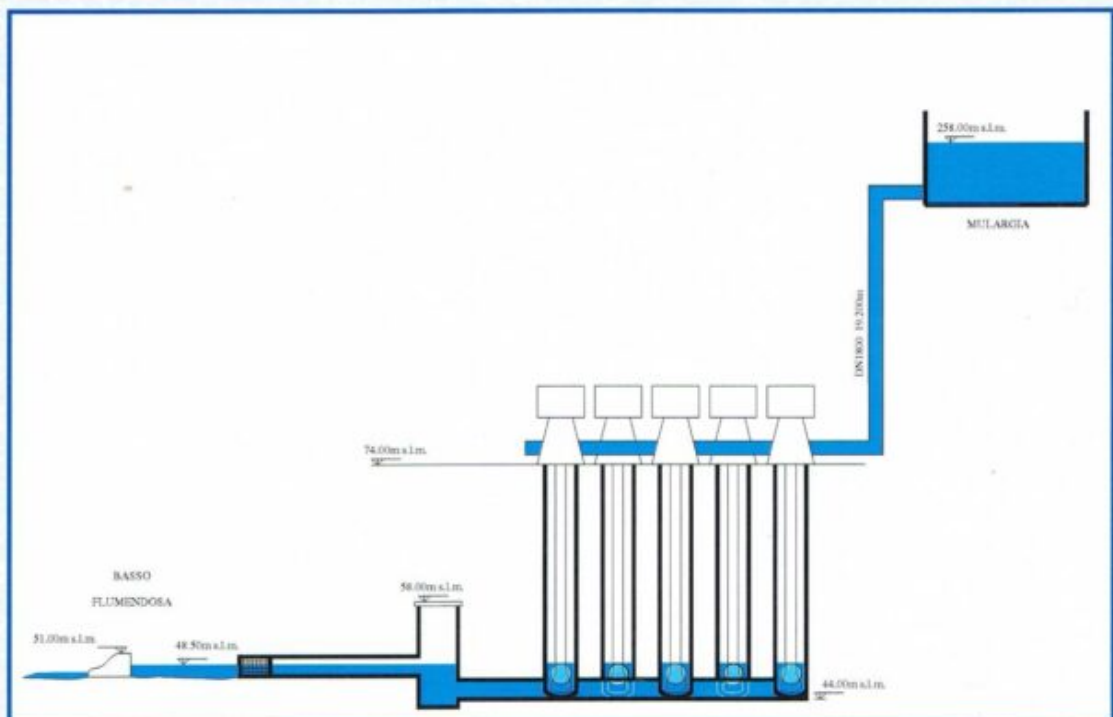 258.00m s.l.m.
MULARGIA
DN1800 19.200m
74.00m s.l.m.
BASSO
FLUMENDOSA
58.00m s.l.m.
51.00m s.l.m.
48.50m s.l.m.
44.00m s.l.m.